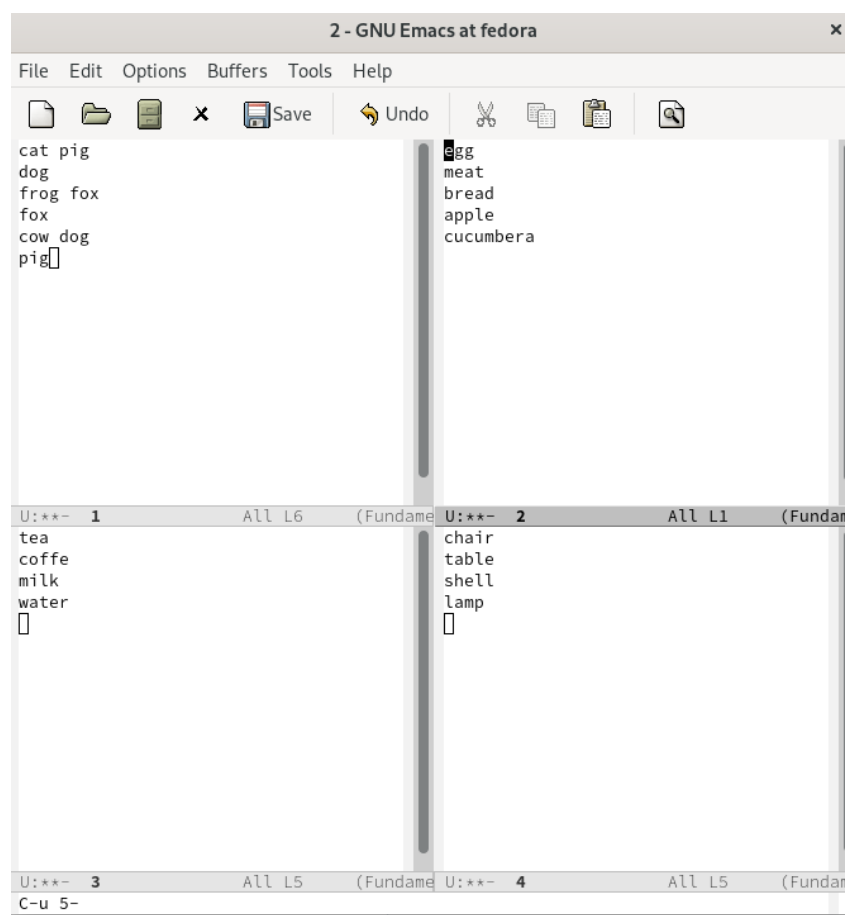 2 - GNU Emacs at fedora ×
File Edit Options Buffers Tools Help
Save Undo
cat pig
dog
frog fox
fox
cow dog
pig
egg
meat
bread
apple
cucumbera
U:**- 1 All L6 (Fundame
U:**- 2 All L1 (Fundam
tea
coffe
milk
water
chair
table
shell
lamp
U:**- 3 All L5 (Fundame
U:**- 4 All L5 (Fundam
C-u 5-